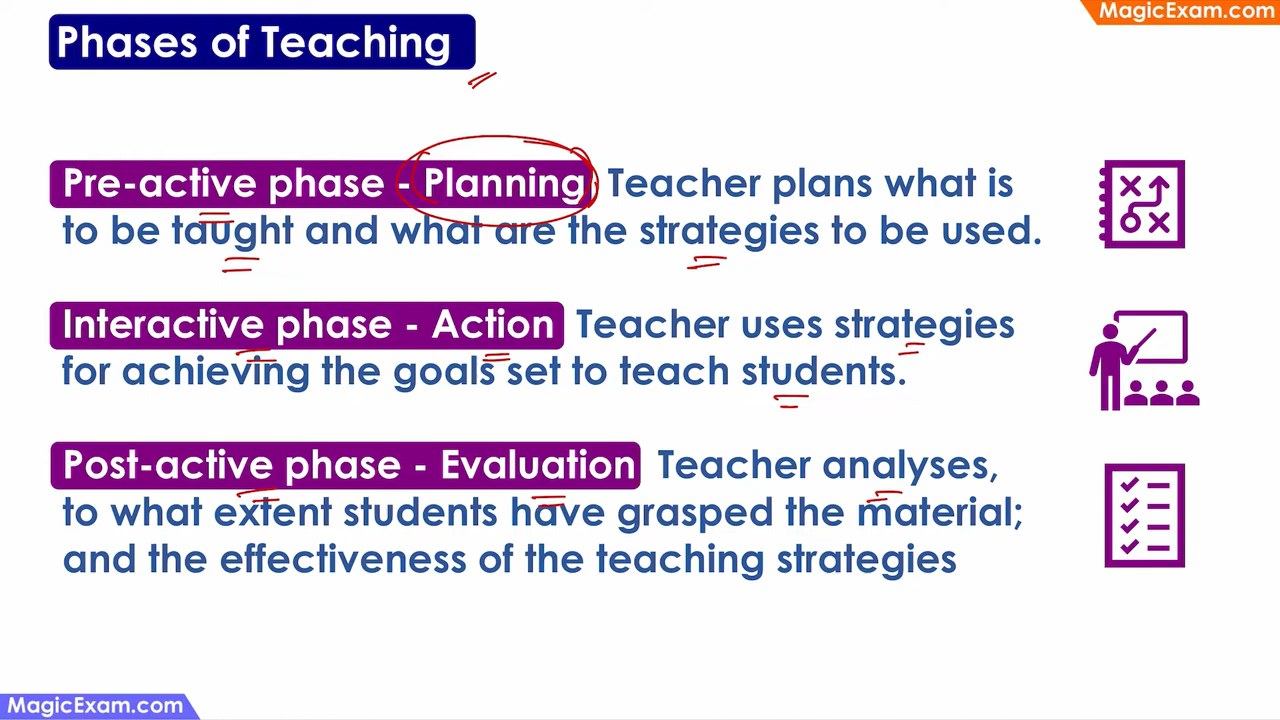 MagicExam.com
Phases of Teaching
Pre-active phase - Planning Teacher plans what is
to be taught and what are the strategies to be used.
Interactive phase - Action Teacher uses strategies
for achieving the goals set to teach students.
Post-active phase - Evaluation Teacher analyses,
to what extent students have grasped the material;
and the effectiveness of the teaching strategies
MagicExam.com